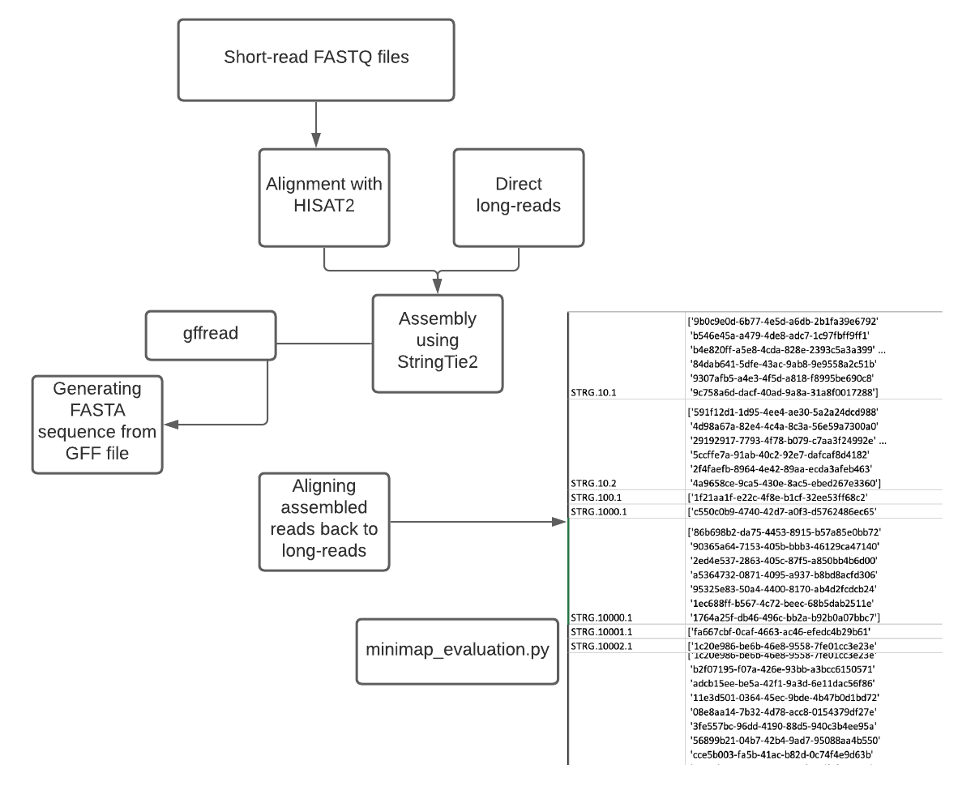 Short-read FASTQ files
Alignment with
HISAT2
Direct
long-reads
Assembly
using
StringTie2
gffread
Generating
FASTA
sequence from
GFF file
Aligning
assembled
reads back to
long-reads
minimap_evaluation.py
['9b0c9e0d-6b77-4e5d-a6db-2b1fa39e6792'
'b546e45a-a479-4de8-adc7-1c97fbff9ff1'
'b4e820ff-a5e8-4cda-828e-2393c5a3a399' ...
'84dab641-5dfe-43ac-9ab8-9e9558a2c51b'
'9307afb5-a4e3-4f5d-a818-f8995be690c8'
STRG.10.1 '9c758a6d-dacf-40ad-9a8a-31a8f0017288']
['591f12d1-1d95-4ee4-ae30-5a2a24dcd988'
'4d98a67a-82e4-4c4a-8c3a-56e59a7300a0'
'29192917-7793-4f78-b079-c7aa3f24992e' ...
'5ccffe7a-91ab-40c2-92e7-dafcaf8d4182'
'2f4faefb-8964-4e42-89aa-ecda3afeb463'
STRG.10.2 '4a9658ce-9ca5-430e-8ac5-ebed267e3360']
STRG.100.1 ['1f21aa1f-e22c-4f8e-b1cf-32ee53ff68c2'
STRG.1000.1 ['c550c0b9-4740-42d7-a0f3-d5762486ec65'
['86b698b2-da75-4453-8915-b57a85e0bb72'
'90365a64-7153-405b-bbb3-46129ca47140'
'2ed4e537-2863-405c-87f5-a850bb4b6d00'
'a5364732-0871-4095-a937-b8bd8acfd306'
'95325e83-50a4-4400-8170-ab4d2fcdcb24'
'1ec688ff-b567-4c72-beec-68b5dab2511e'
STRG.10000.1 '1764a25f-db46-496c-bb2a-b92b0a07bbc7']
STRG.10001.1 ['fa667cbf-0caf-4663-ac46-efedc4b29b61'
STRG.10002.1 ['1c20e986-be6b-46e8-9558-7fe01cc3e23e'
['1c20e986-be6b-46e8-9558-7fe01cc3e23e'
'b2f07195-f07a-426e-93bb-a3bcc6150571'
'adcb15ee-be5a-42f1-9a3d-6e11dac56f86'
'11e3d501-0364-45ec-9bde-4b47b0d1bd72'
'08e8aa14-7b32-4d78-acc8-0154379df27e'
'3fe557bc-96dd-4190-88d5-940c3b4ee95a'
'56899b21-04b7-42b4-9ad7-95088aa4b550'
'cce5b003-fa5b-41ac-b82d-0c74f4e9d63b'